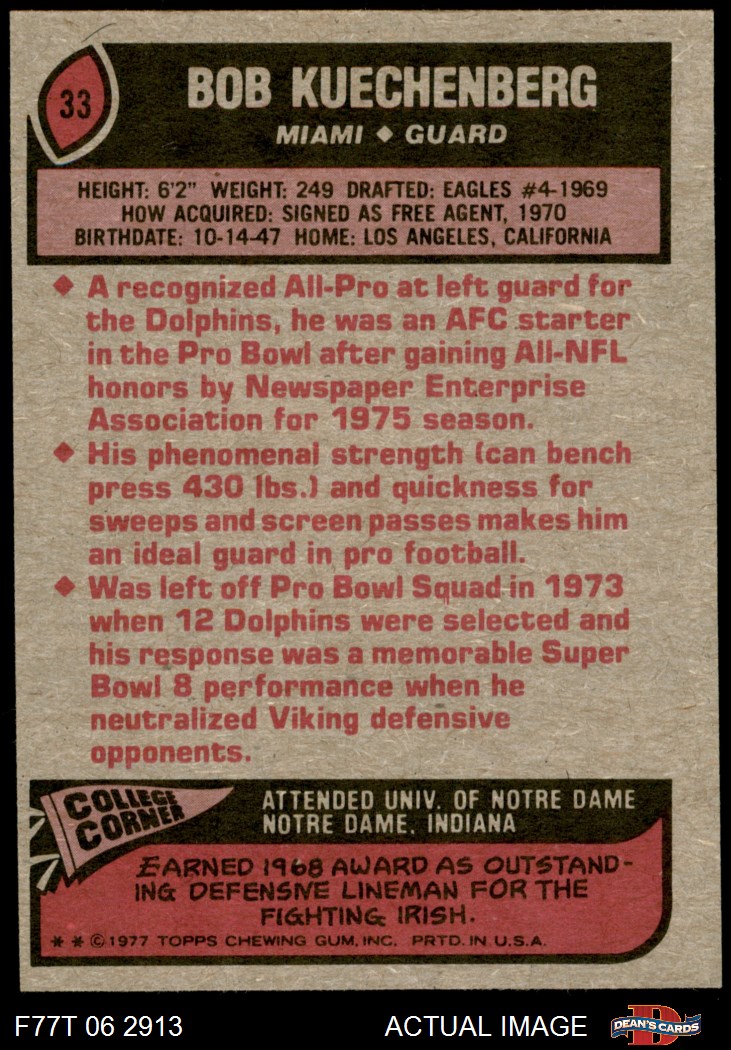 33
BOB KUECHENBERG
MIAMI ◆ GUARD
HEIGHT: 6'2" WEIGHT: 249 DRAFTED: EAGLES #4-1969
HOW ACQUIRED: SIGNED AS FREE AGENT, 1970
BIRTHDATE: 10-14-47 HOME: LOS ANGELES, CALIFORNIA
◆ A recognized All-Pro at left guard for
the Dolphins, he was an AFC starter
in the Pro Bowl after gaining All-NFL
honors by Newspaper Enterprise
Association for 1975 season.
◆ His phenomenal strength (can bench
press 430 lbs.) and quickness for
sweeps and screen passes makes him
an ideal guard in pro football.
◆ Was left off Pro Bowl Squad in 1973
when 12 Dolphins were selected and
his response was a memorable Super
Bowl 8 performance when he
neutralized Viking defensive
opponents.
COLLEGE
CORNER
ATTENDED UNIV. OF NOTRE DAME
NOTRE DAME, INDIANA
EARNED 1968 AWARD AS OUTSTAND-
ING DEFENSIVE LINEMAN FOR THE
FIGHTING IRISH.
* * © 1977 TOPPS CHEWING GUM, INC. PRTD. IN U.S.A.
F77T 06 2913
ACTUAL IMAGE
D
DEAN'S CARDS